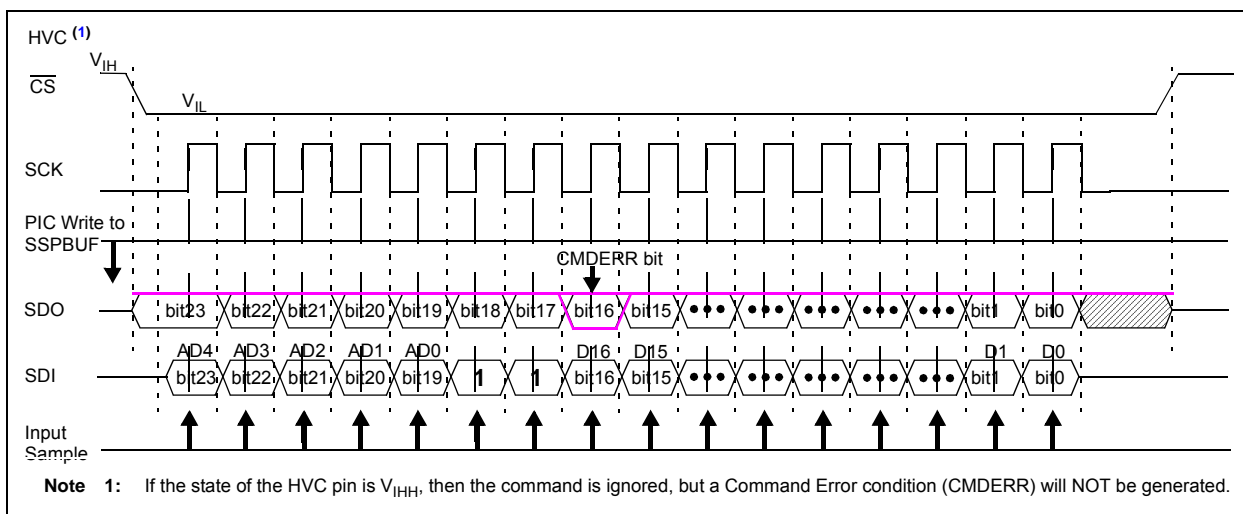 HVC (1)
VIH
CS
VIL
SCK
PIC Write to
SSPBUF
CMDERR bit
SDO bit23 bit22 bit21 bit20 bit19 bit18 bit17 bit16 bit15 ••• ••• ••• ••• ••• bit1 bit0
AD4 AD3 AD2 AD1 AD0 D16 D15 D1 D0
SDI bit23 bit22 bit21 bit20 bit19 1 1 bit16 bit15 ••• ••• ••• ••• ••• bit1 bit0
Input
Sample
Note 1: If the state of the HVC pin is VIHH, then the command is ignored, but a Command Error condition (CMDERR) will NOT be generated.